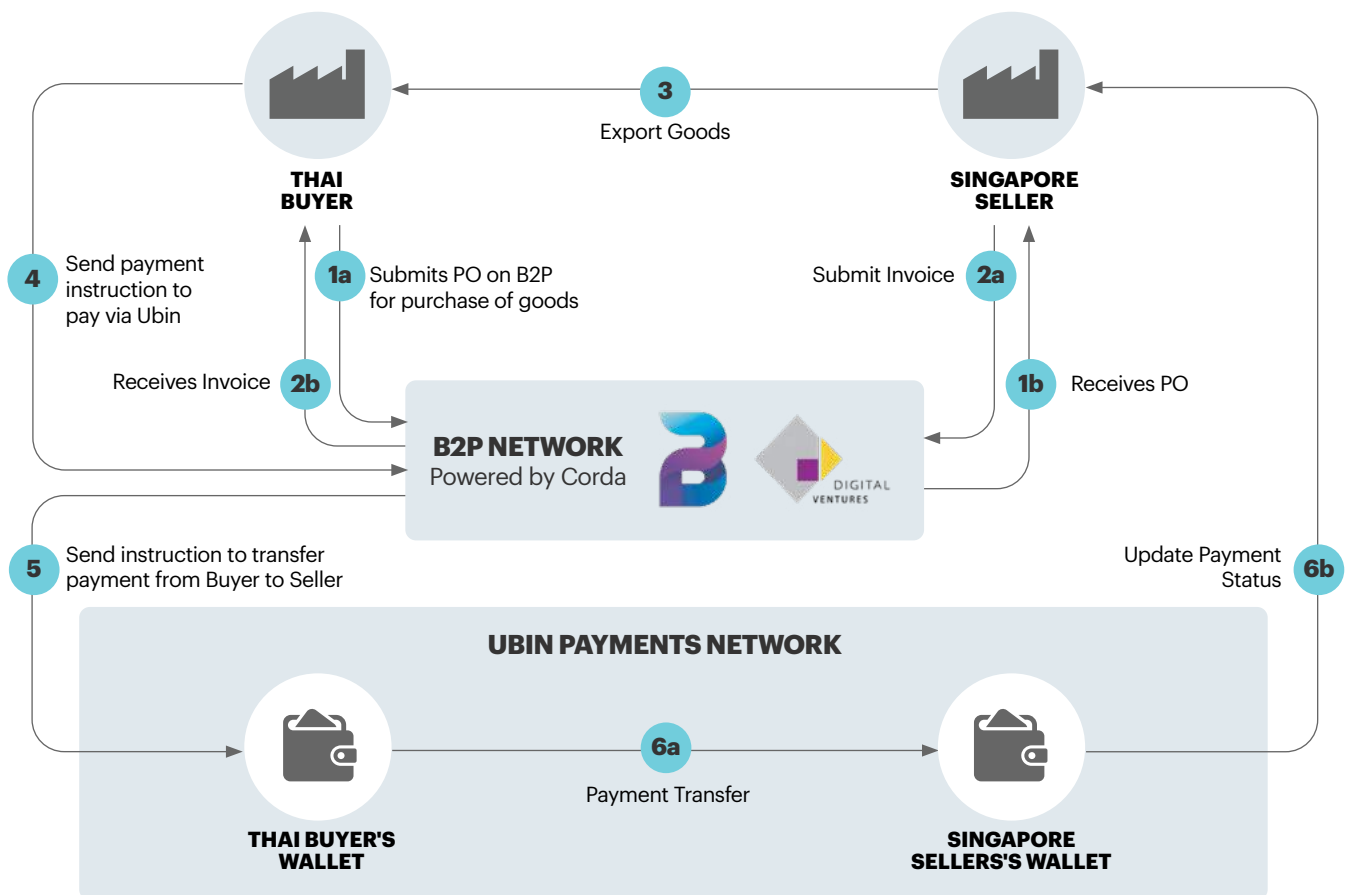 3
Export Goods
THAI
BUYER
SINGAPORE
SELLER
4
Send payment
instruction to
pay via Ubin
1a
Submits PO on B2P
for purchase of goods
Submit Invoice
2a
Receives Invoice
2b
1b
Receives PO
B2P NETWORK
Powered by Corda
DIGITAL
VENTURES
5
Send instruction to transfer
payment from Buyer to Seller
Update Payment
Status
6b
UBIN PAYMENTS NETWORK
6a
Payment Transfer
THAI BUYER'S
WALLET
SINGAPORE
SELLERS'S WALLET